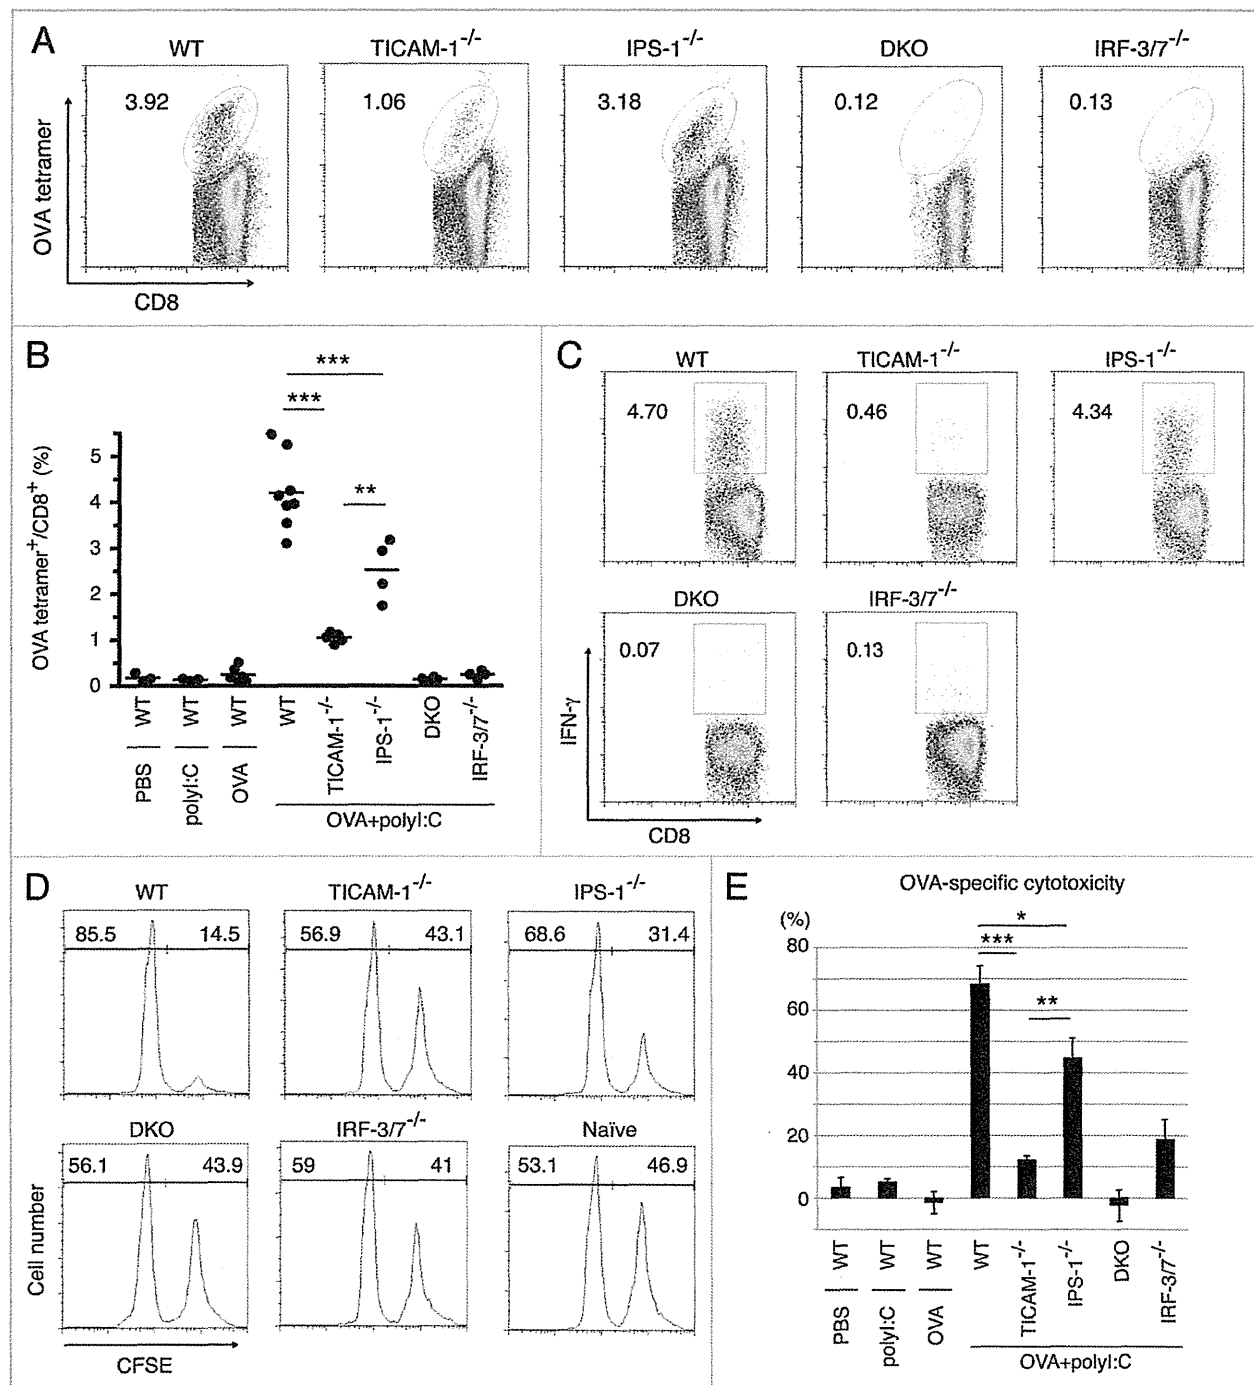 A
WT
TICAM-1-/-
IPS-1-/-
DKO
IRF-3/7-/-
3.92
1.06
3.18
0.12
0.13
OVA tetramer
CD8
B
***
***
**
OVA tetramer+/CD8+ (%)
5
4
3
2
1
0
WT
WT
WT
WT
TICAM-1-/-
IPS-1-/-
DKO
IRF-3/7-/-
PBS
polyI:C
OVA
OVA+polyI:C
C
WT
TICAM-1-/-
IPS-1-/-
4.70
0.46
4.34
DKO
IRF-3/7-/-
0.07
0.13
IFN-γ
CD8
D
WT
TICAM-1-/-
IPS-1-/-
85.5 14.5
56.9 43.1
68.6 31.4
DKO
IRF-3/7-/-
Naïve
56.1 43.9
59 41
53.1 46.9
Cell number
CFSE
E
OVA-specific cytotoxicity
(%)
*
***
**
80
60
40
20
0
WT
WT
WT
WT
TICAM-1-/-
IPS-1-/-
DKO
IRF-3/7-/-
PBS
polyI:C
OVA
OVA+polyI:C